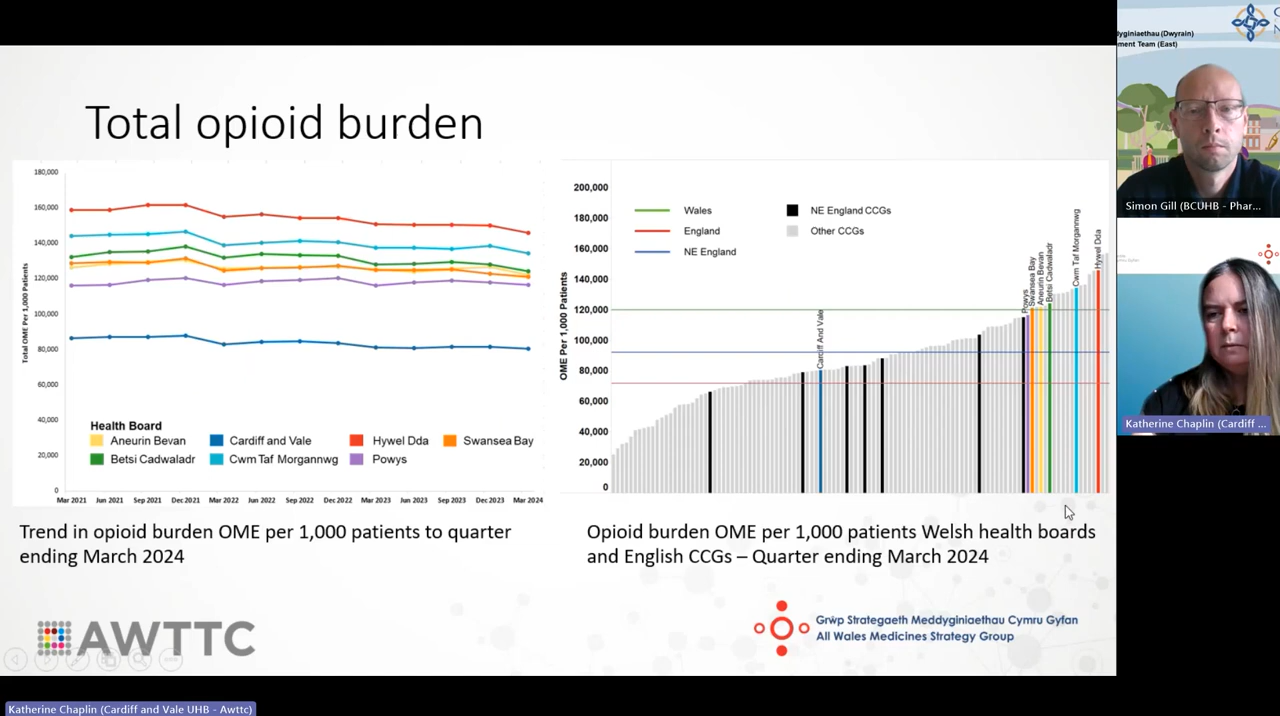 Total opioid burden
Total OME Per 1,000 Patients
180,000
160,000
140,000
120,000
100,000
80,000
60,000
40,000
20,000
0
Health Board
Aneurin Bevan
Cardiff and Vale
Hywel Dda
Swansea Bay
Betsi Cadwaladr
Cwm Taf Morgannwg
Powys
Mar 2021
Jun 2021
Sep 2021
Dec 2021
Mar 2022
Jun 2022
Sep 2022
Dec 2022
Mar 2023
Jun 2023
Sep 2023
Dec 2023
Mar 2024
Trend in opioid burden OME per 1,000 patients to quarter
ending March 2024
OME Per 1,000 Patients
200,000
180,000
160,000
140,000
120,000
100,000
80,000
60,000
40,000
20,000
0
Wales
England
NE England
NE England CCGs
Other CCGs
Cardiff And Vale
Powys
Swansea Bay
Aneurin Bevan
Betsi Cadwaladr
Cwm Taf Morgannwg
Hywel Dda
Opioid burden OME per 1,000 patients Welsh health boards
and English CCGs – Quarter ending March 2024
AWTTC
Grŵp Strategaeth Meddyginiaethau Cymru Gyfan
All Wales Medicines Strategy Group
lyginiaethau (Dwyrain)
ment Team (East)
Simon Gill (BCUHB - Phar...
Katherine Chaplin (Cardiff ...
Katherine Chaplin (Cardiff and Vale UHB - Awttc)